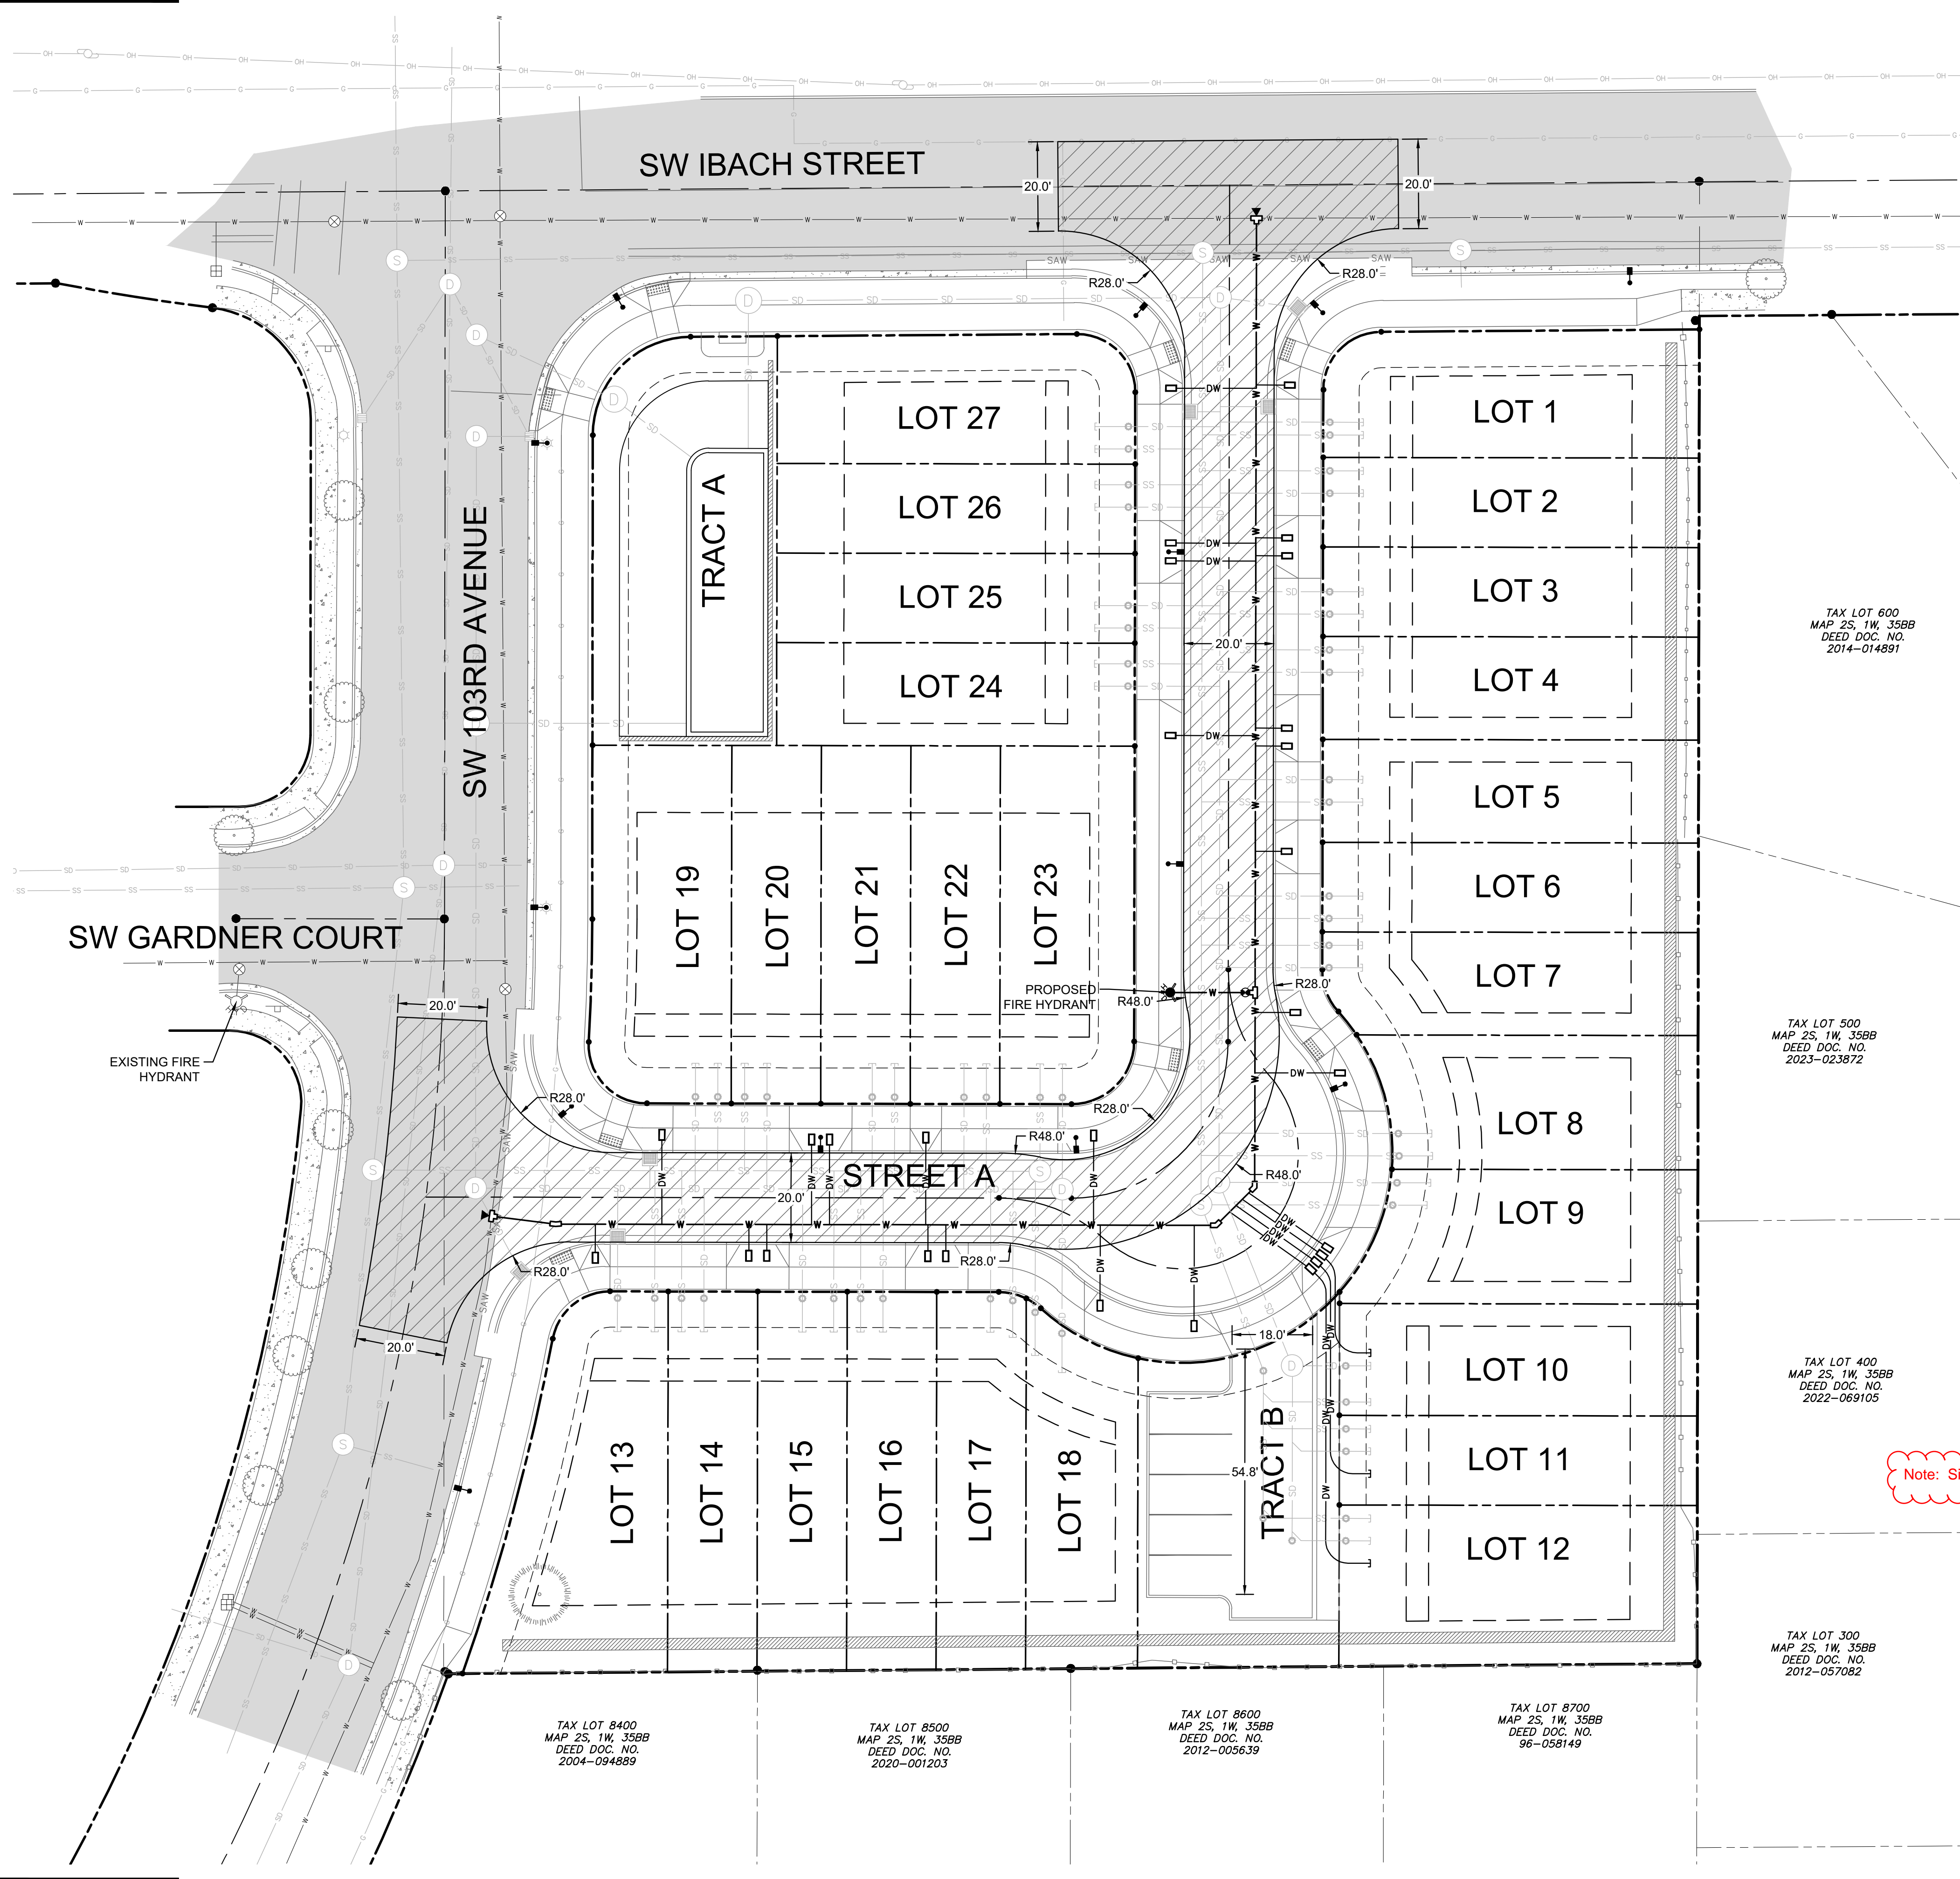 SW IBACH STREET
20.0'
20.0'
R28.0'
R28.0'
SAW
SAW
SAW
SAW
SAW
LOT 27
LOT 1
TRACT A
SW 103RD AVENUE
LOT 26
LOT 2
LOT 25
LOT 3
20.0'
LOT 24
LOT 4
TAX LOT 600
MAP 2S, 1W, 35BB
DEED DOC. NO.
2014-014891
LOT 5
LOT 19
LOT 20
LOT 21
LOT 22
LOT 23
LOT 6
SW GARDNER COURT
LOT 7
PROPOSED
FIRE HYDRANT
R48.0'
R28.0'
20.0'
EXISTING FIRE
HYDRANT
TAX LOT 500
MAP 2S, 1W, 35BB
DEED DOC. NO.
2023-023872
SAW
SAW
SAW
R28.0'
R28.0'
R48.0'
LOT 8
STREET A
20.0'
R48.0'
LOT 9
R28.0'
R28.0'
20.0'
18.0'
LOT 10
TAX LOT 400
MAP 2S, 1W, 35BB
DEED DOC. NO.
2022-069105
LOT 13
LOT 14
LOT 15
LOT 16
LOT 17
LOT 18
54.8'
TRACT B
LOT 11
Note:
LOT 12
TAX LOT 300
MAP 2S, 1W, 35BB
DEED DOC. NO.
2012-057082
TAX LOT 8400
MAP 2S, 1W, 35BB
DEED DOC. NO.
2004-094889
TAX LOT 8500
MAP 2S, 1W, 35BB
DEED DOC. NO.
2020-001203
TAX LOT 8600
MAP 2S, 1W, 35BB
DEED DOC. NO.
2012-005639
TAX LOT 8700
MAP 2S, 1W, 35BB
DEED DOC. NO.
96-058149